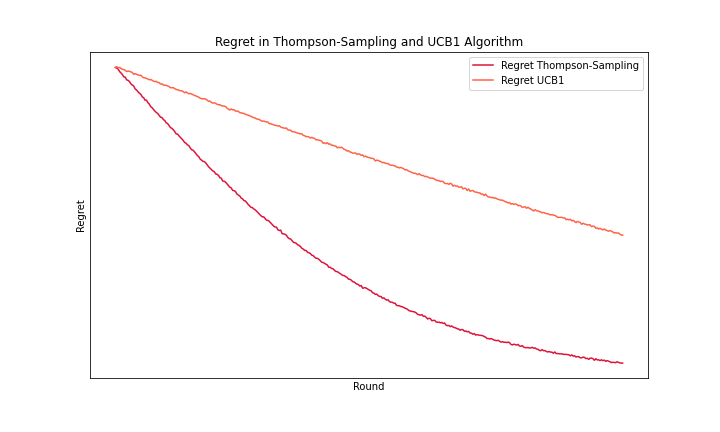 Regret in Thompson-Sampling and UCB1 Algorithm
Regret Thompson-Sampling
Regret UCB1
Regret
Round